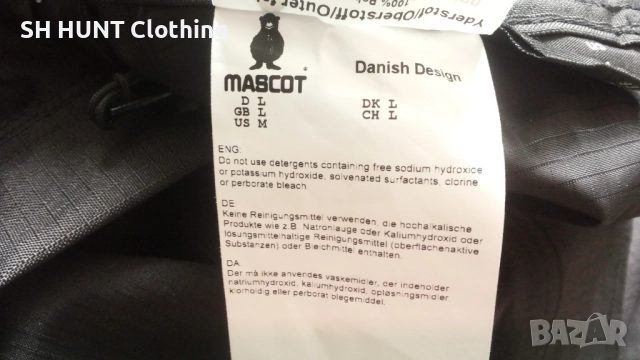 SH HUNT Clothing
Yderstof/Oberstoff/Outer
100%
MASCOT
Danish Design
D L
GB L
US M
DK L
CH L
ENG:
Do not use detergents containing free sodium hydroxice
or potassium hydroxide, solvenated surfactants, clorine
or perborate bleach.
DE
Keine Reinigungsmittel verwenden, die hochalkalische
Produkte wie z.B. Natronlauge oder Kaliumhydroxid oder
lösungsmittelhaltige Reinigungsmittel (oberflächenaktive
Substanzen) oder Bleichmittel enthalten.
DA
Der må ikke anvendes vaskemidler, der indeholder
natriumhydroxid, kaliumhydroxid, opløsningsmidler
klorholdig eller perborat blegemiddel.
BAZAR